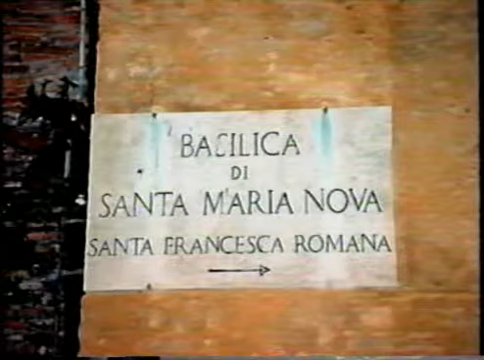 BASILICA
DI
SANTA MARIA NOVA
SANTA FRANCESCA ROMANA